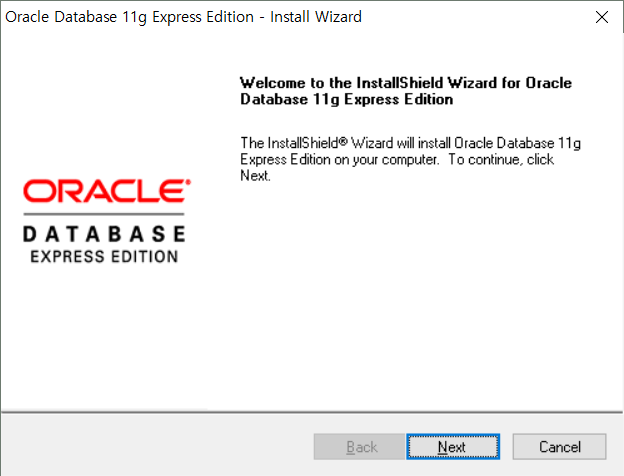 Oracle Database 11g Express Edition - Install Wizard
Welcome to the InstallShield Wizard for Oracle
Database 11g Express Edition
The InstallShield® Wizard will install Oracle Database 11g
Express Edition on your computer. To continue, click
Next.
ORACLE®
DATABASE
EXPRESS EDITION
Back
Next
Cancel